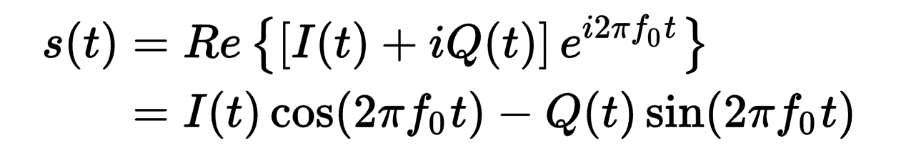 s(t) = Re {[I(t) + iQ(t)] e^{i2πf₀t}}
= I(t) cos(2πf₀t) − Q(t) sin(2πf₀t)